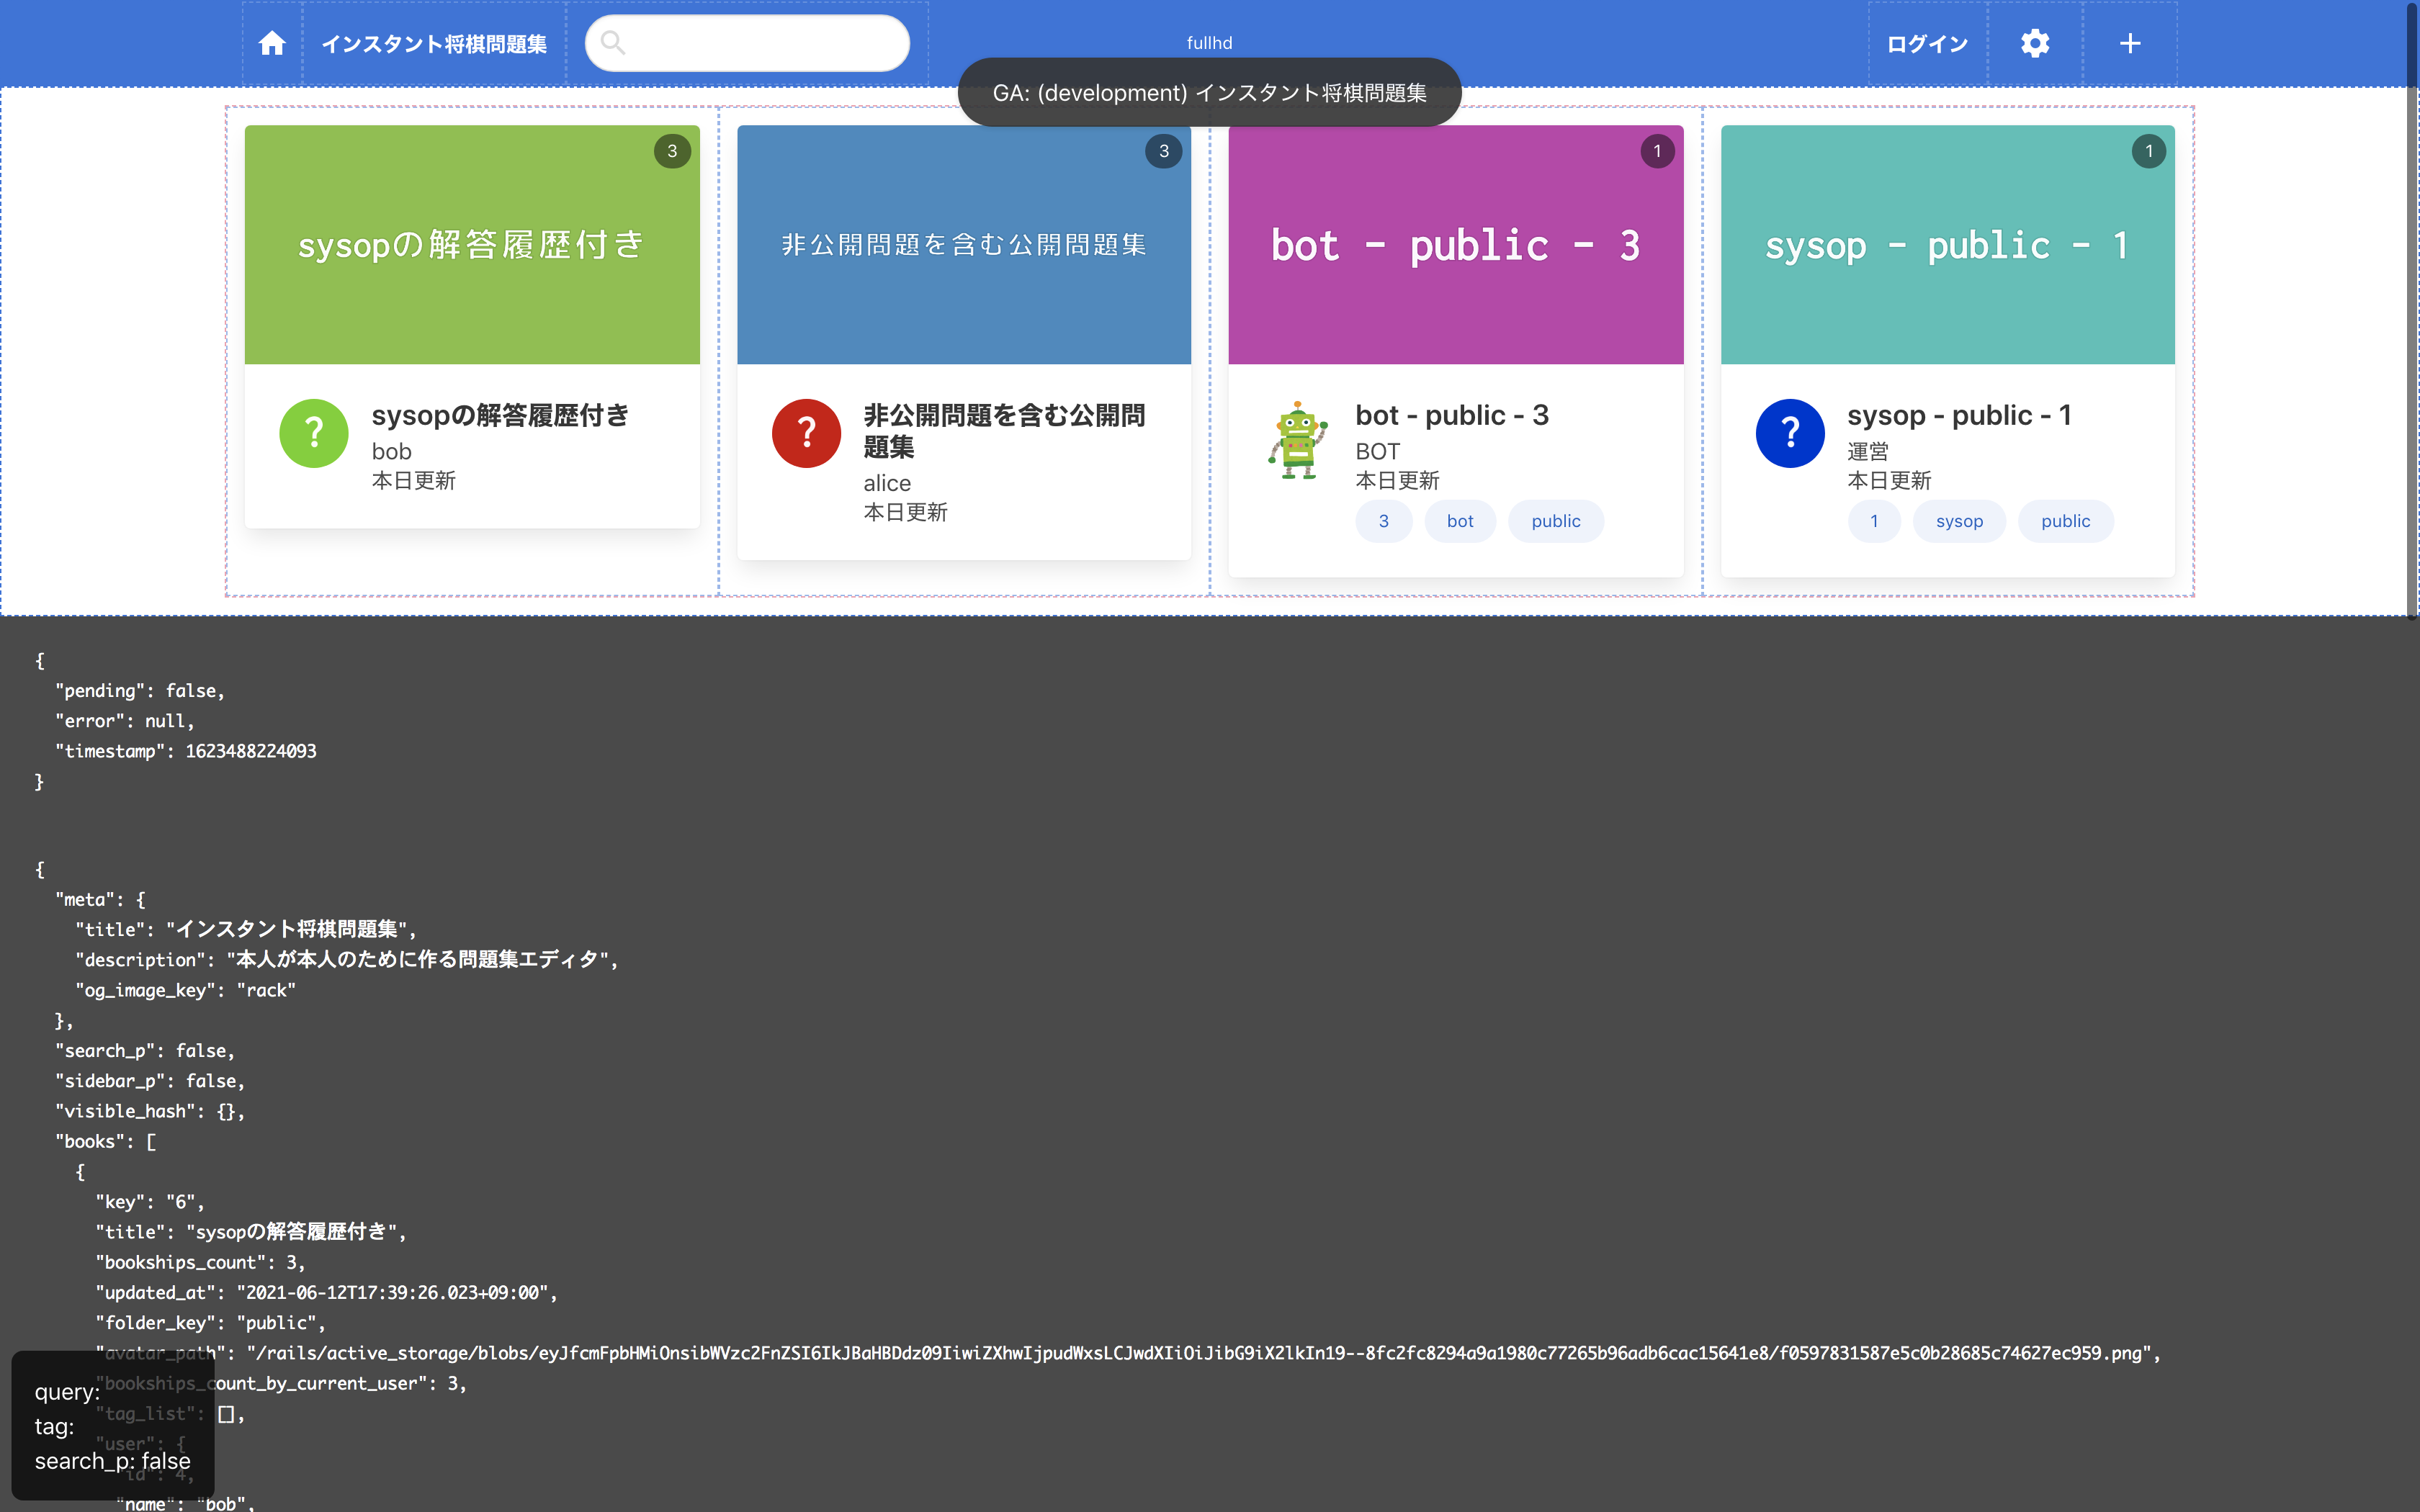 インスタント将棋問題集
fullhd
ログイン
GA: (development) インスタント将棋問題集
3
sysopの解答履歴付き
?
sysopの解答履歴付き
bob
本日更新
3
非公開問題を含む公開問題集
?
非公開問題を含む公開問
題集
alice
本日更新
1
bot - public - 3
bot - public - 3
BOT
本日更新
3 bot public
1
sysop - public - 1
?
sysop - public - 1
運営
本日更新
1 sysop public
{
"pending": false,
"error": null,
"timestamp": 1623488224093
}
{
"meta": {
"title": "インスタント将棋問題集",
"description": "本人が本人のために作る問題集エディタ",
"og_image_key": "rack"
},
"search_p": false,
"sidebar_p": false,
"visible_hash": {},
"books": [
{
"key": "6",
"title": "sysopの解答履歴付き",
"bookships_count": 3,
"updated_at": "2021-06-12T17:39:26.023+09:00",
"folder_key": "public",
"avatar_path": "/rails/active_storage/blobs/eyJfcmFpbHMiOnsibWVzc2FnZSI6IkJBaHBDdz09IiwiZXhwIjpudWxsLCJwdXIiOiJibG9iX2lkIn19--8fc2fc8294a9a1980c77265b96adb6cac15641e8/f0597831587e5c0b28685c74627ec959.png",
"bookships_count_by_current_user": 3,
"tag_list": [],
"user": {
"id": 4,
"name": "bob",
query:
tag:
search_p: false